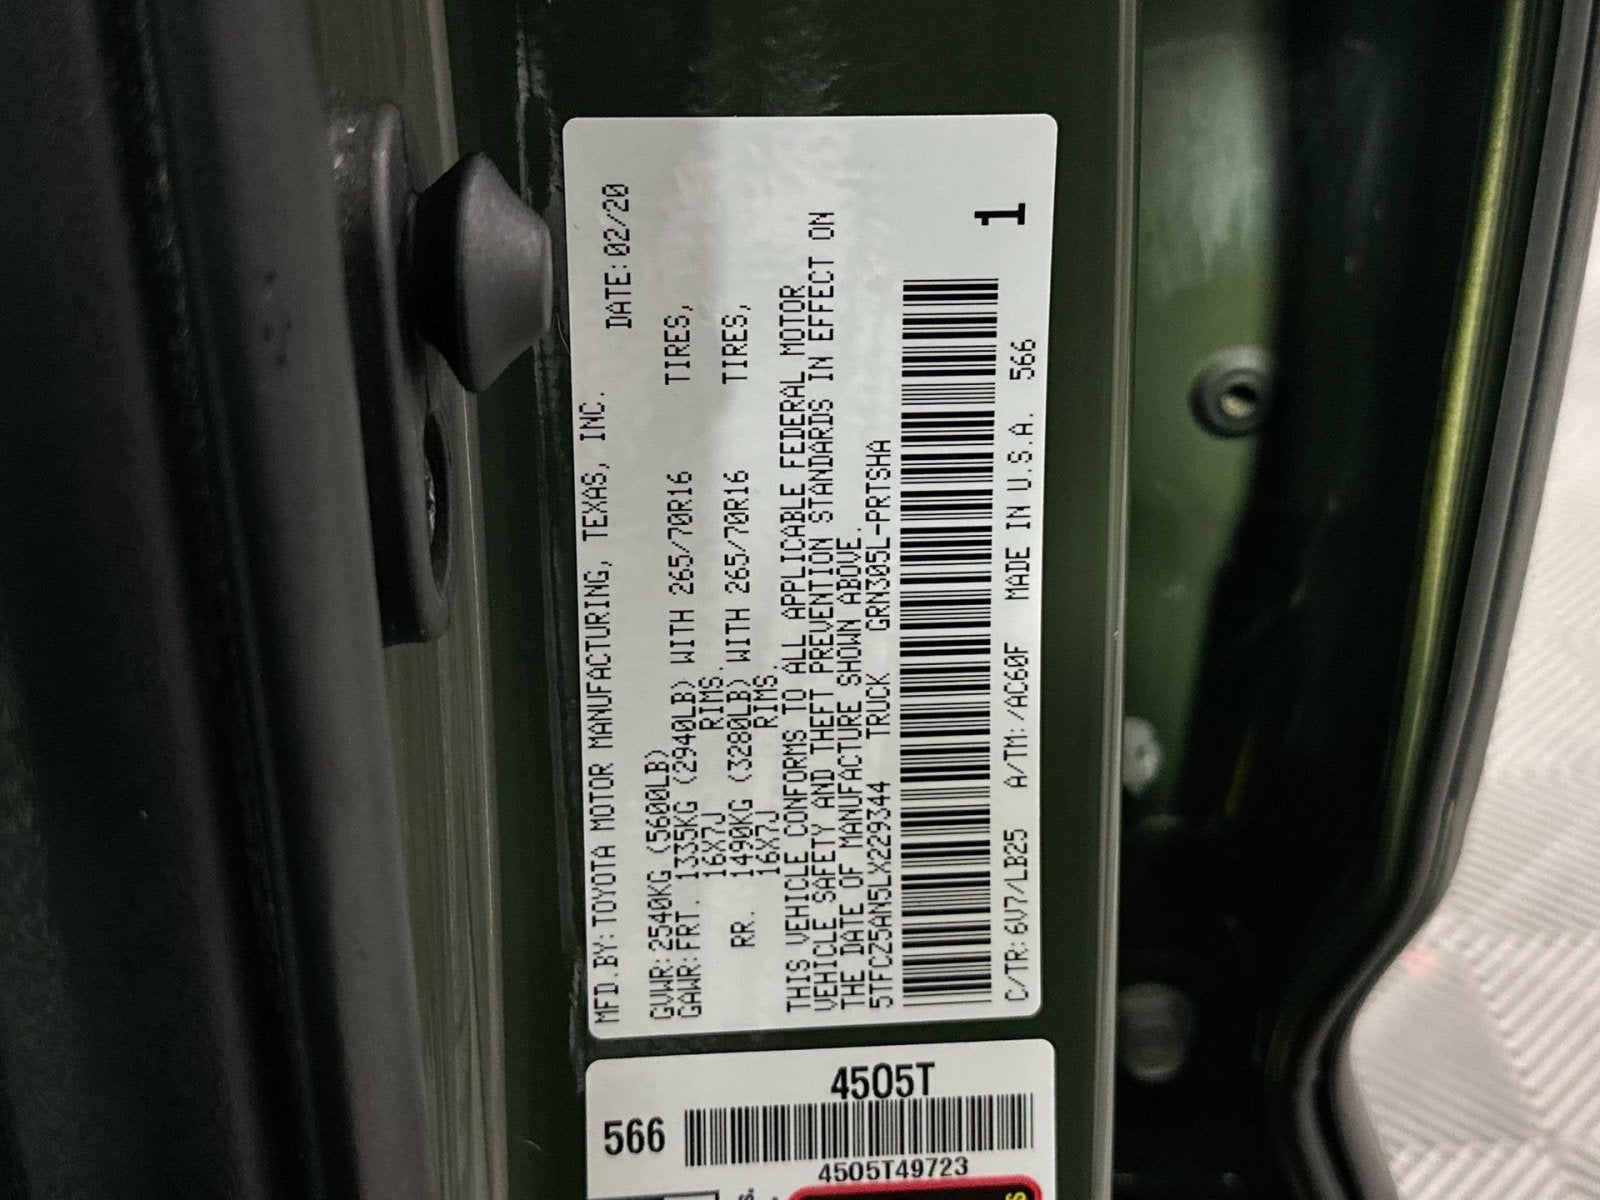 MFD.BY:TOYOTA MOTOR MANUFACTURING, TEXAS, INC.
DATE:02/20
GVWR:2540KG (5600LB)
GAWR:FRT. 1335KG (2940LB) WITH 265/70R16 TIRES,
16X7J RIMS.
RR. 1490KG (3280LB) WITH 265/70R16 TIRES,
16X7J RIMS.
THIS VEHICLE CONFORMS TO ALL APPLICABLE FEDERAL MOTOR
VEHICLE SAFETY AND THEFT PREVENTION STANDARDS IN EFFECT ON
THE DATE OF MANUFACTURE SHOWN ABOVE.
5TFCZ5AN5LX229344 TRUCK GRN305L-PRTSHA
1
C/TR:6V7/LB25 A/TM:/AC60F MADE IN U.S.A. 566
4505T
566
4505T49723